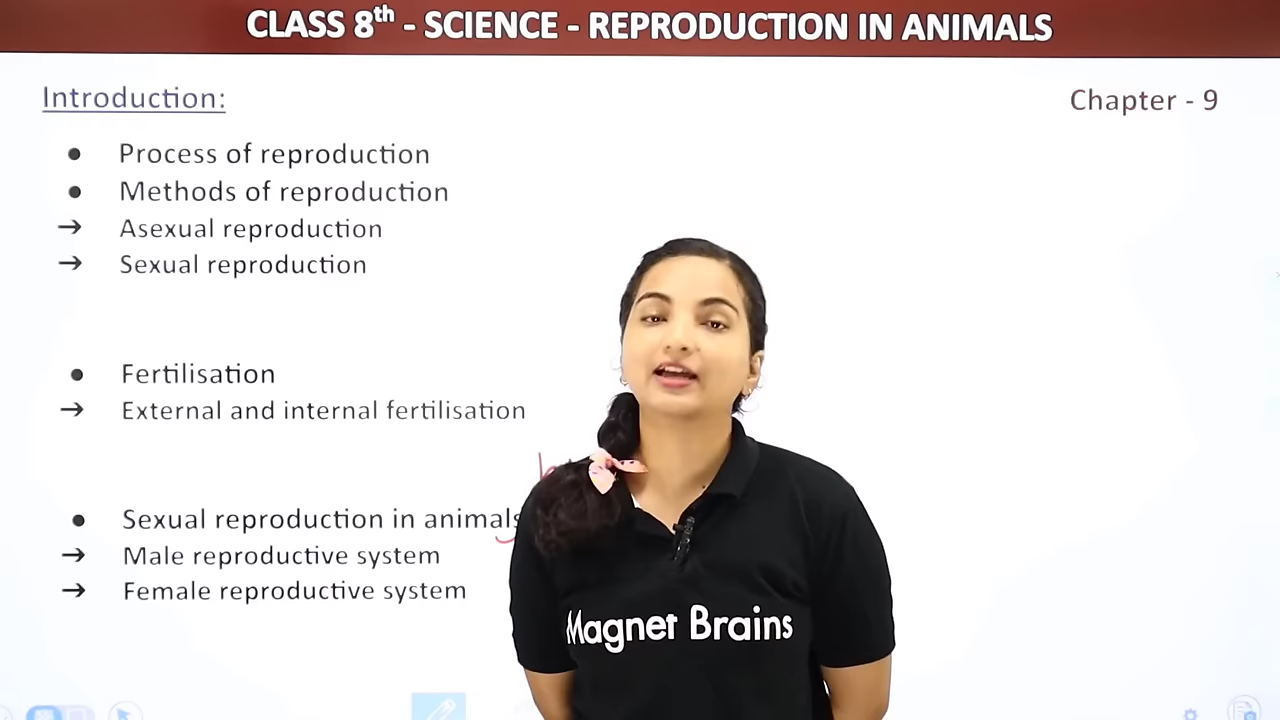 CLASS 8th - SCIENCE - REPRODUCTION IN ANIMALS
Introduction:
Chapter - 9
● Process of reproduction
● Methods of reproduction
→ Asexual reproduction
→ Sexual reproduction
● Fertilisation
→ External and internal fertilisation
● Sexual reproduction in animals
→ Male reproductive system
→ Female reproductive system
Magnet Brains